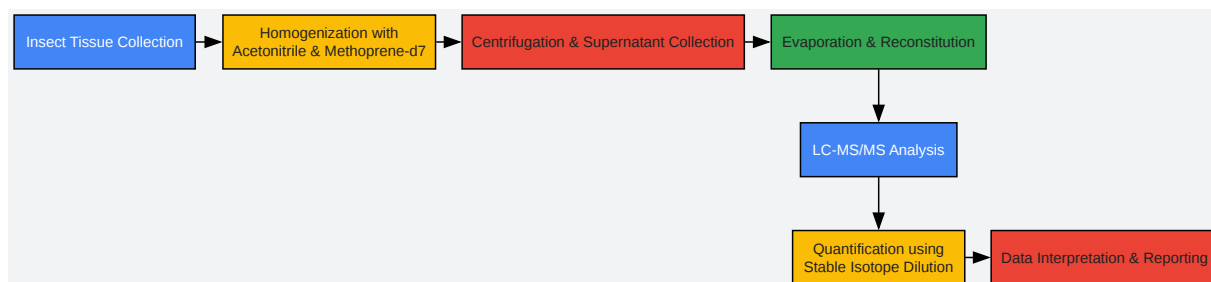 Insect Tissue Collection
Homogenization with
Acetonitrile & Methoprene-d7
Centrifugation & Supernatant Collection
Evaporation & Reconstitution
LC-MS/MS Analysis
Quantification using
Stable Isotope Dilution
Data Interpretation & Reporting